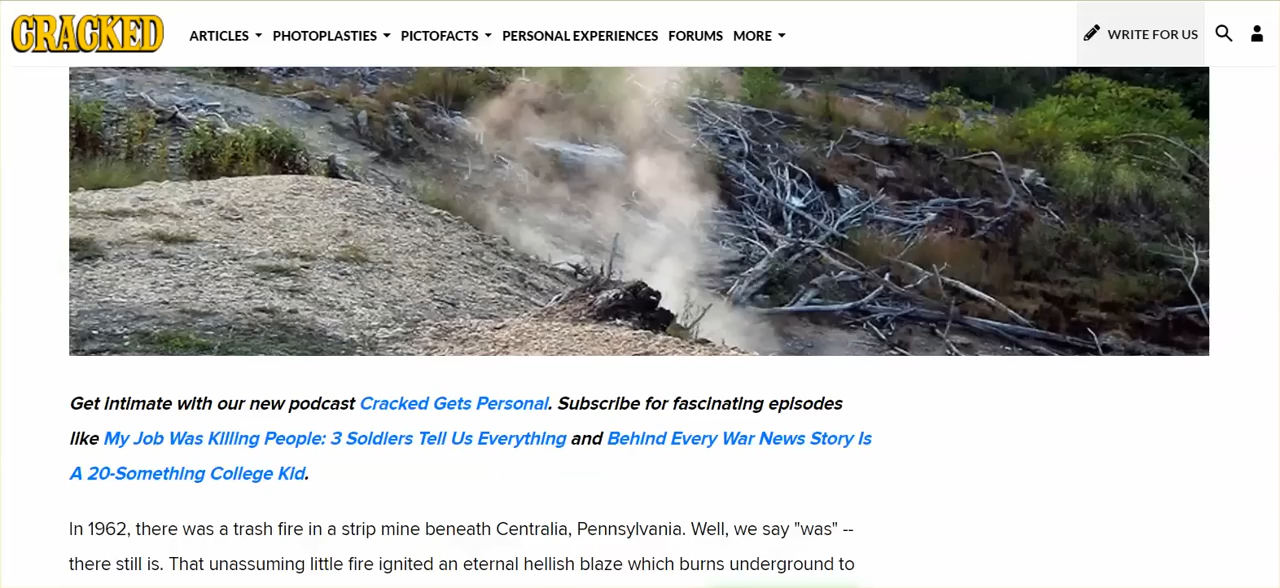 CRACKED ARTICLES PHOTOPLASTIES PICTOFACTS PERSONAL EXPERIENCES FORUMS MORE WRITE FOR US
Get intimate with our new podcast Cracked Gets Personal. Subscribe for fascinating episodes
like My Job Was Killing People: 3 Soldiers Tell Us Everything and Behind Every War News Story Is
A 20-Something College Kid.
In 1962, there was a trash fire in a strip mine beneath Centralia, Pennsylvania. Well, we say "was" --
there still is. That unassuming little fire ignited an eternal hellish blaze which burns underground to